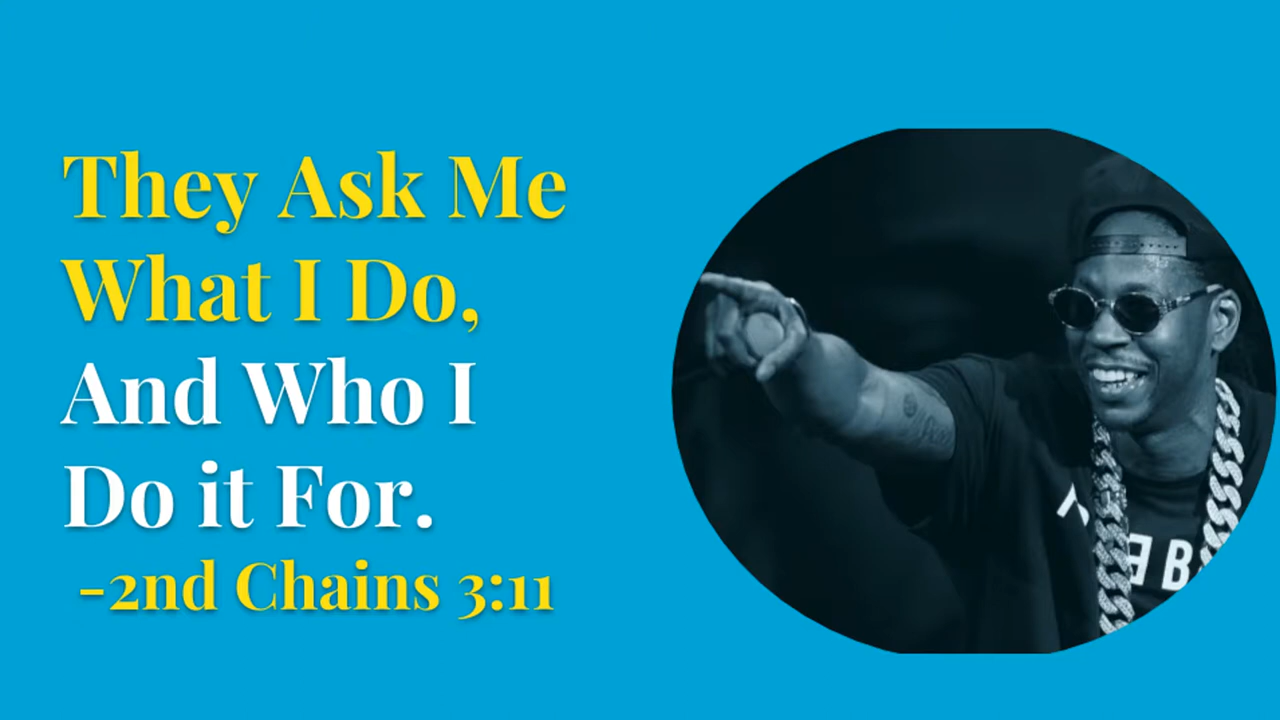 They Ask Me
What I Do,
And Who I
Do it For.
-2nd Chains 3:11